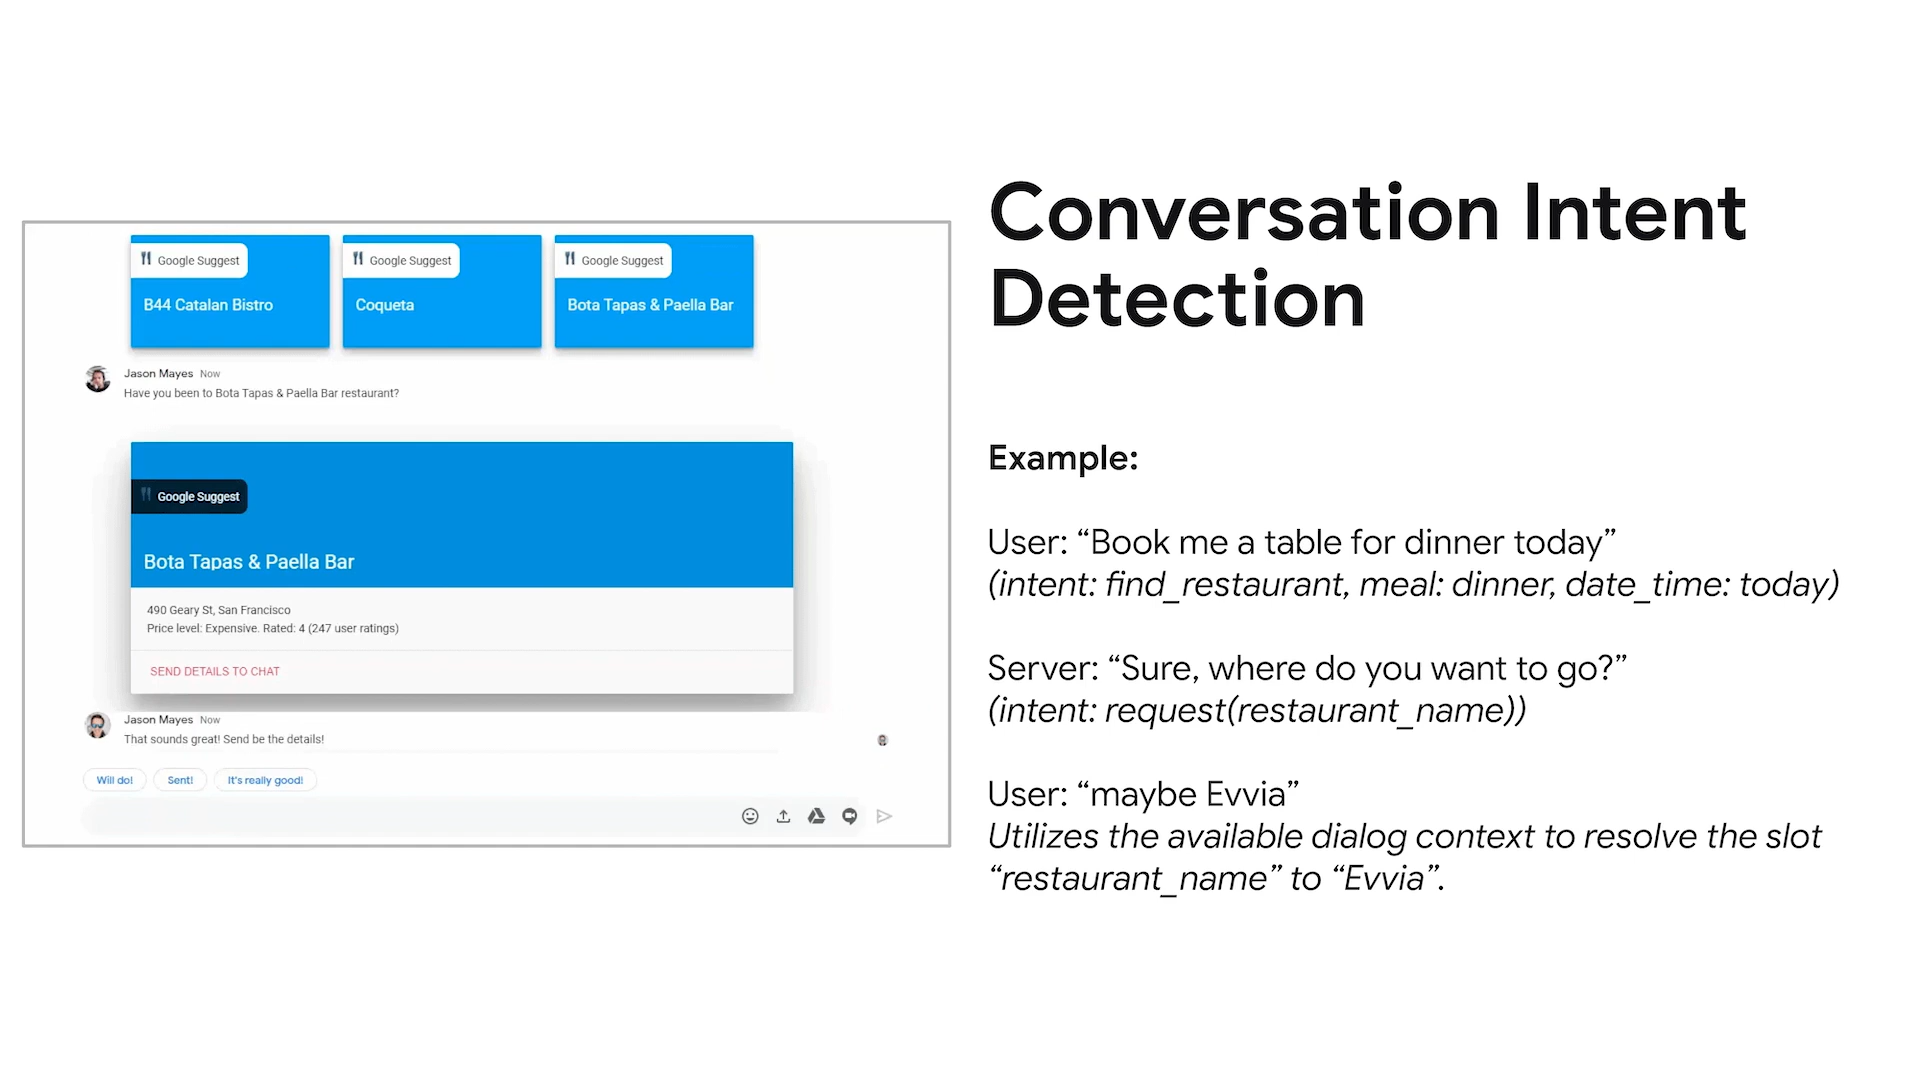 Google Suggest
B44 Catalan Bistro
Google Suggest
Coqueta
Google Suggest
Bota Tapas & Paella Bar
Jason Mayes Now
Have you been to Bota Tapas & Paella Bar restaurant?
Google Suggest
Bota Tapas & Paella Bar
490 Geary St, San Francisco
Price level: Expensive. Rated: 4 (247 user ratings)
SEND DETAILS TO CHAT
Jason Mayes Now
That sounds great! Send be the details!
Will do! Sent! It's really good!
Conversation Intent
Detection
Example:
User: “Book me a table for dinner today”
(intent: find_restaurant, meal: dinner, date_time: today)
Server: “Sure, where do you want to go?”
(intent: request(restaurant_name))
User: “maybe Evvia”
Utilizes the available dialog context to resolve the slot
“restaurant_name” to “Evvia”.